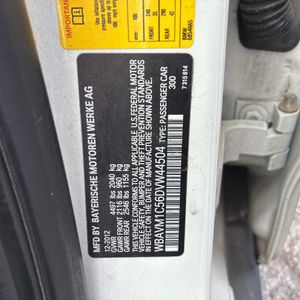 MFD BY BAYERISCHE MOTOREN WERKE AG
12-2012
GVWR 4497 lbs 2040 kg
GAWR FRONT 2116 lbs 960 kg
GAWR REAR 2546 lbs 1155 kg
THIS VEHICLE CONFORMS TO ALL APPLICABLE
U.S. FEDERAL MOTOR VEHICLE SAFETY,
BUMPER AND THEFT PREVENTION STANDARDS
IN EFFECT ON THE DATE OF MANUFACTURE
SHOWN ABOVE.
WBAVM1C56DVW44504
TYPE: PASSENGER CAR
300
7 315 814
IMPORTANT
FRONT
REAR
BMW